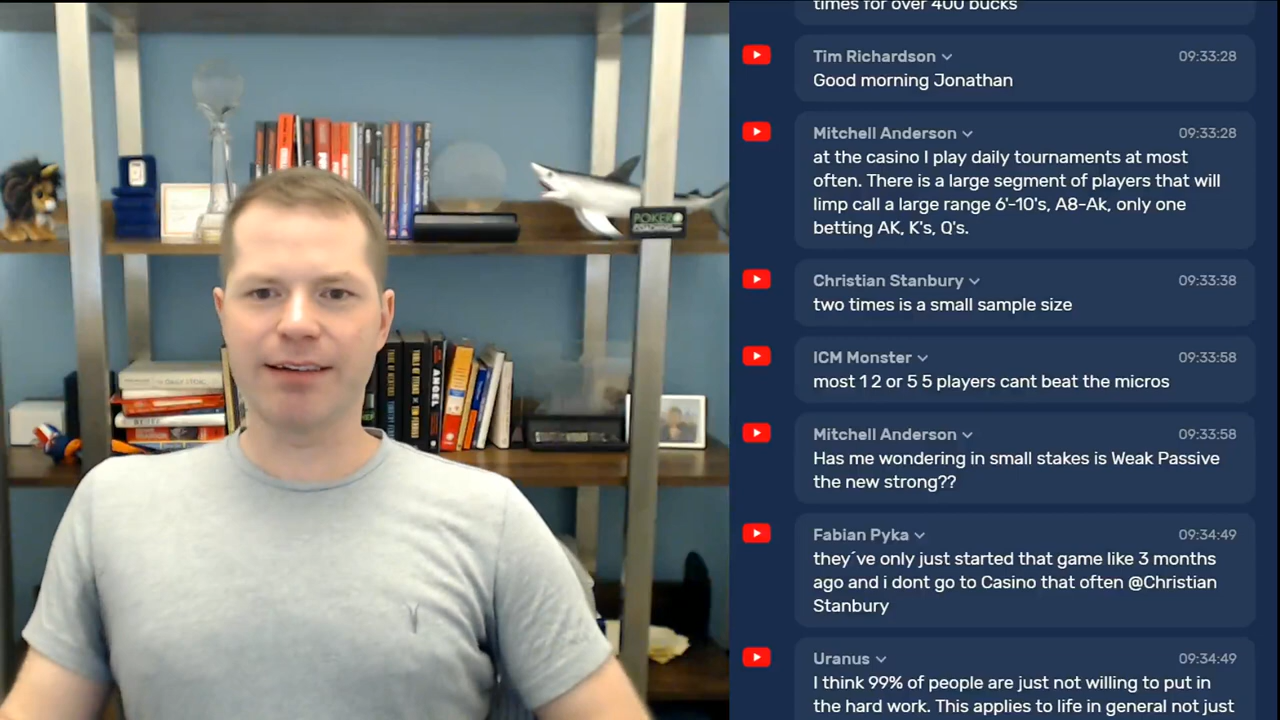 times for over 400 bucks
Tim Richardson 09:33:28
Good morning Jonathan
Mitchell Anderson 09:33:28
at the casino I play daily tournaments at most
often. There is a large segment of players that will
limp call a large range 6'-10's, A8-Ak, only one
betting AK, K's, Q's.
Christian Stanbury 09:33:38
two times is a small sample size
ICM Monster 09:33:58
most 1 2 or 5 5 players cant beat the micros
Mitchell Anderson 09:33:58
Has me wondering in small stakes is Weak Passive
the new strong??
Fabian Pyka 09:34:49
they´ve only just started that game like 3 months
ago and i dont go to Casino that often @Christian
Stanbury
Uranus 09:34:49
I think 99% of people are just not willing to put in
the hard work. This applies to life in general not just
POKER
COACHING
ANGEL